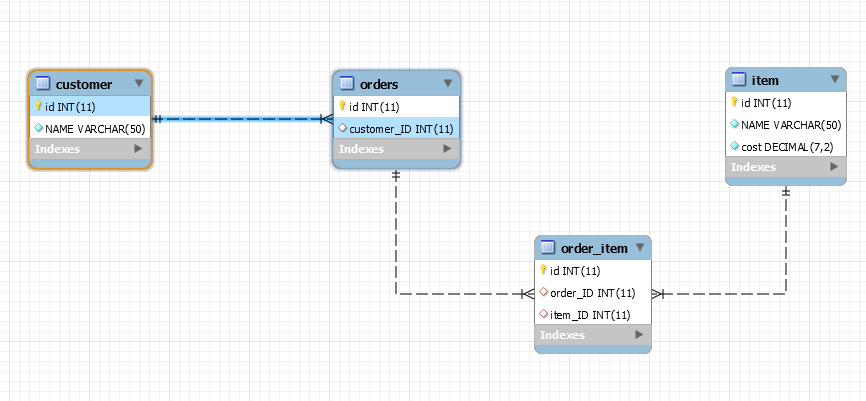 customer
id INT(11)
NAME VARCHAR(50)
Indexes
orders
id INT(11)
customer_ID INT(11)
Indexes
item
id INT(11)
NAME VARCHAR(50)
cost DECIMAL(7,2)
Indexes
order_item
id INT(11)
order_ID INT(11)
item_ID INT(11)
Indexes